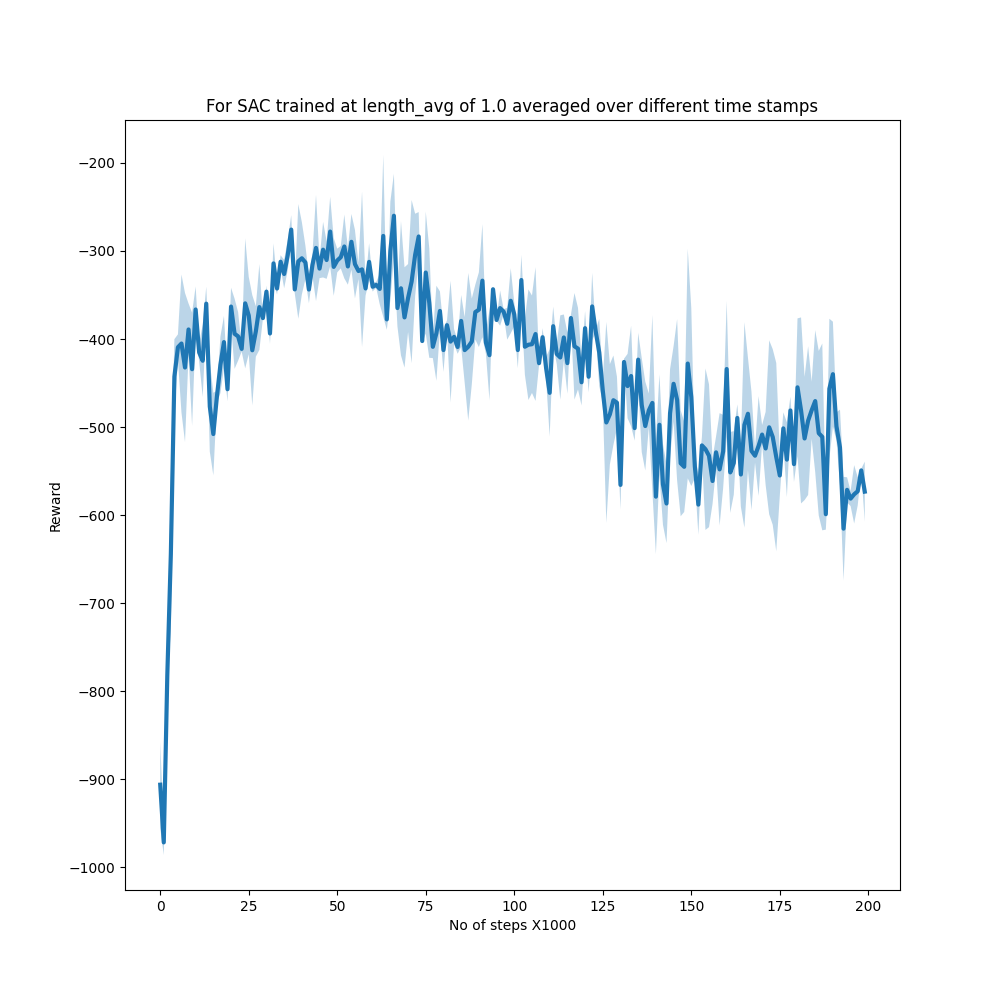 For SAC trained at length_avg of 1.0 averaged over different time stamps
−200
−300
−400
−500
−600
−700
−800
−900
−1000
Reward
0 25 50 75 100 125 150 175 200
No of steps X1000